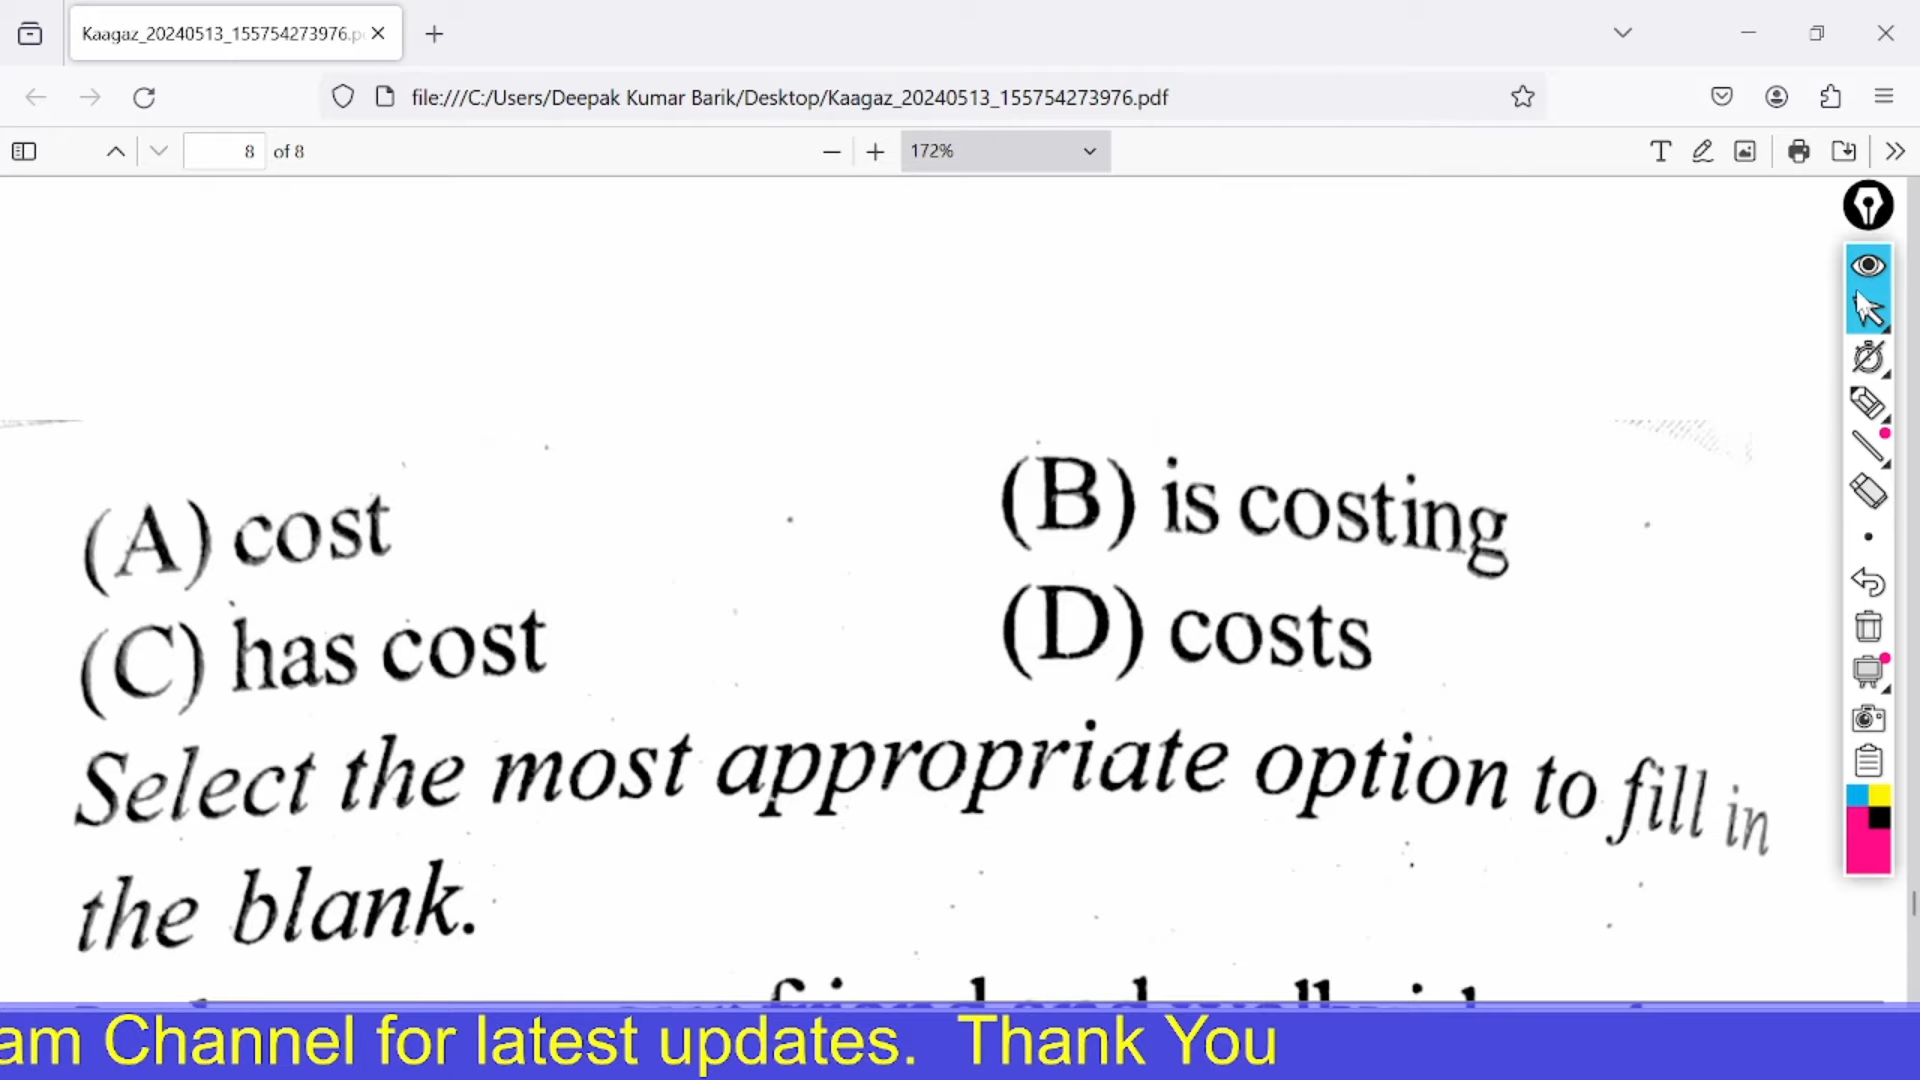 Kaagaz_20240513_155754273976.p
file:///C:/Users/Deepak Kumar Barik/Desktop/Kaagaz_20240513_155754273976.pdf
8 of 8
172%
(A) cost
(B) is costing
(C) has cost
(D) costs
Select the most appropriate option to fill in
the blank.
am Channel for latest updates. Thank You